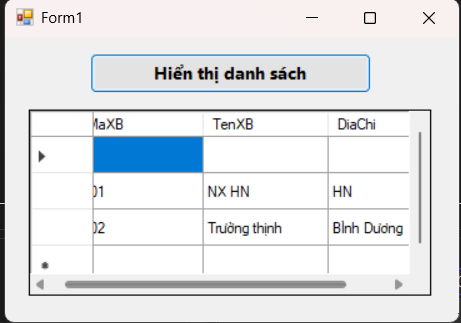 Form1
Hiển thị danh sách
MaXB TenXB DiaChi
01 NX HN HN
02 Trường thịnh Bình Dương